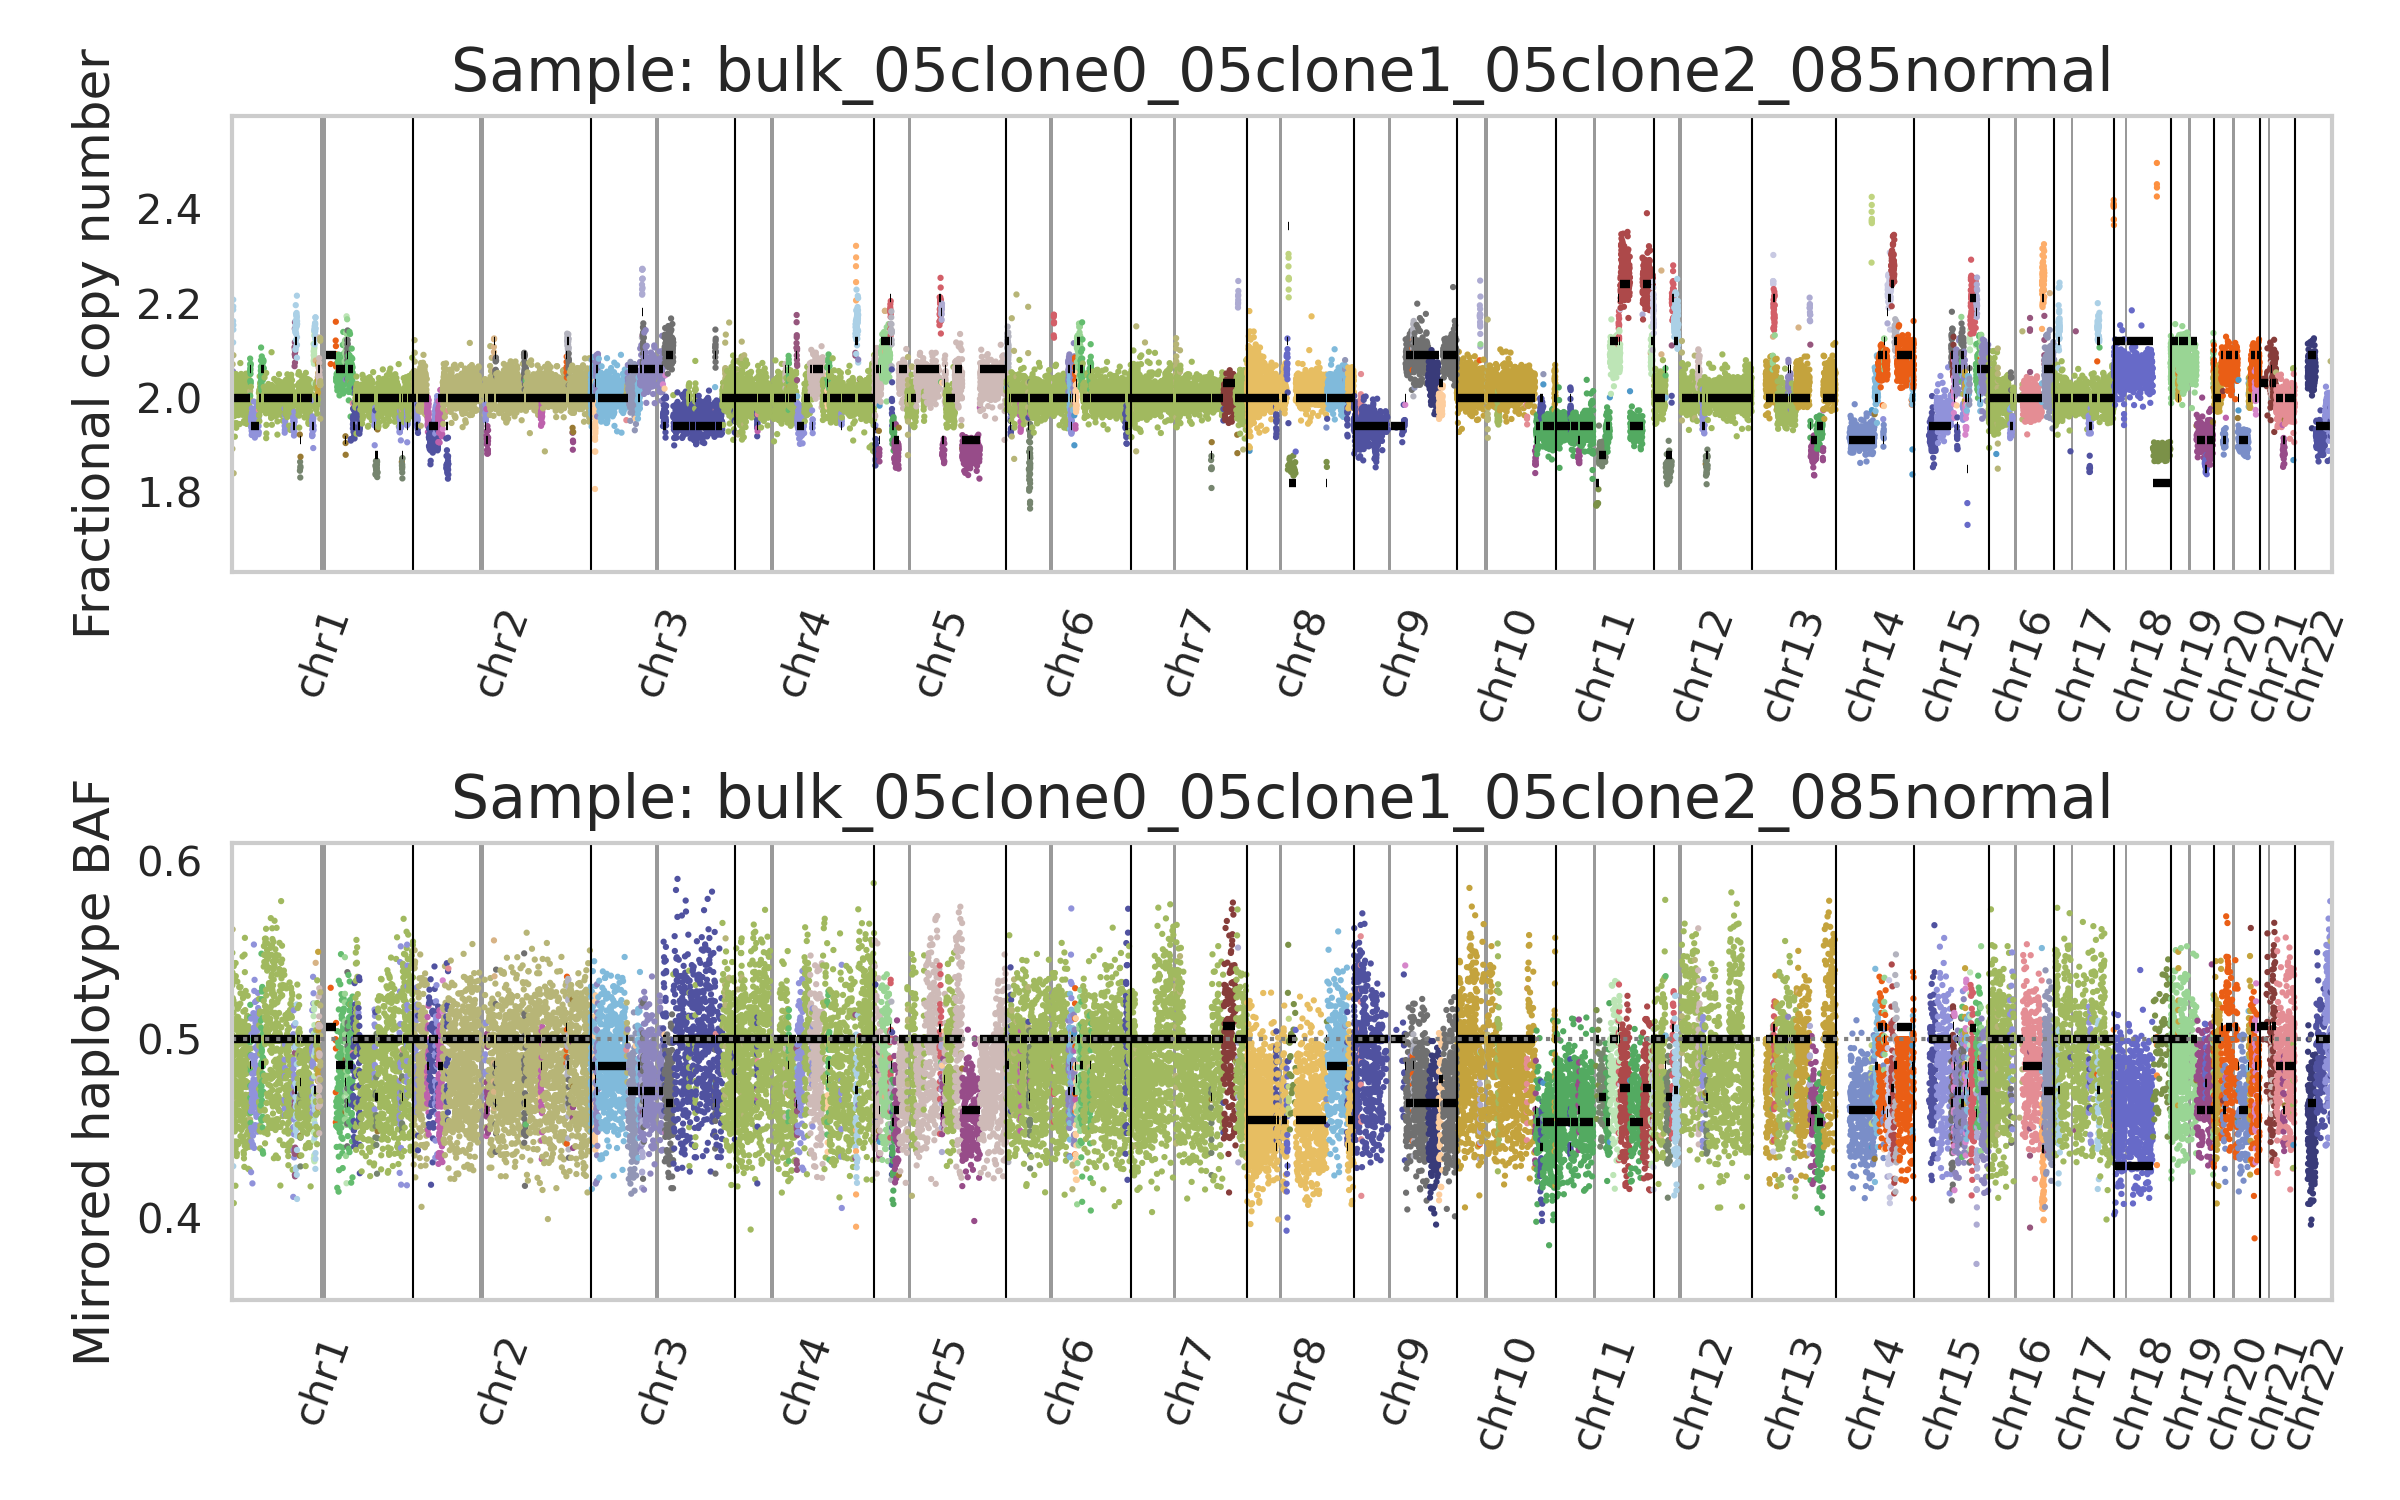 Sample: bulk_05clone0_05clone1_05clone2_085normal
Fractional copy number
2.4
2.2
2.0
1.8
chr1 chr2 chr3 chr4 chr5 chr6 chr7 chr8 chr9 chr10 chr11 chr12 chr13 chr14 chr15 chr16 chr17 chr18 chr19 chr20 chr21 chr22
Sample: bulk_05clone0_05clone1_05clone2_085normal
Mirrored haplotype BAF
0.6
0.5
0.4
chr1 chr2 chr3 chr4 chr5 chr6 chr7 chr8 chr9 chr10 chr11 chr12 chr13 chr14 chr15 chr16 chr17 chr18 chr19 chr20 chr21 chr22